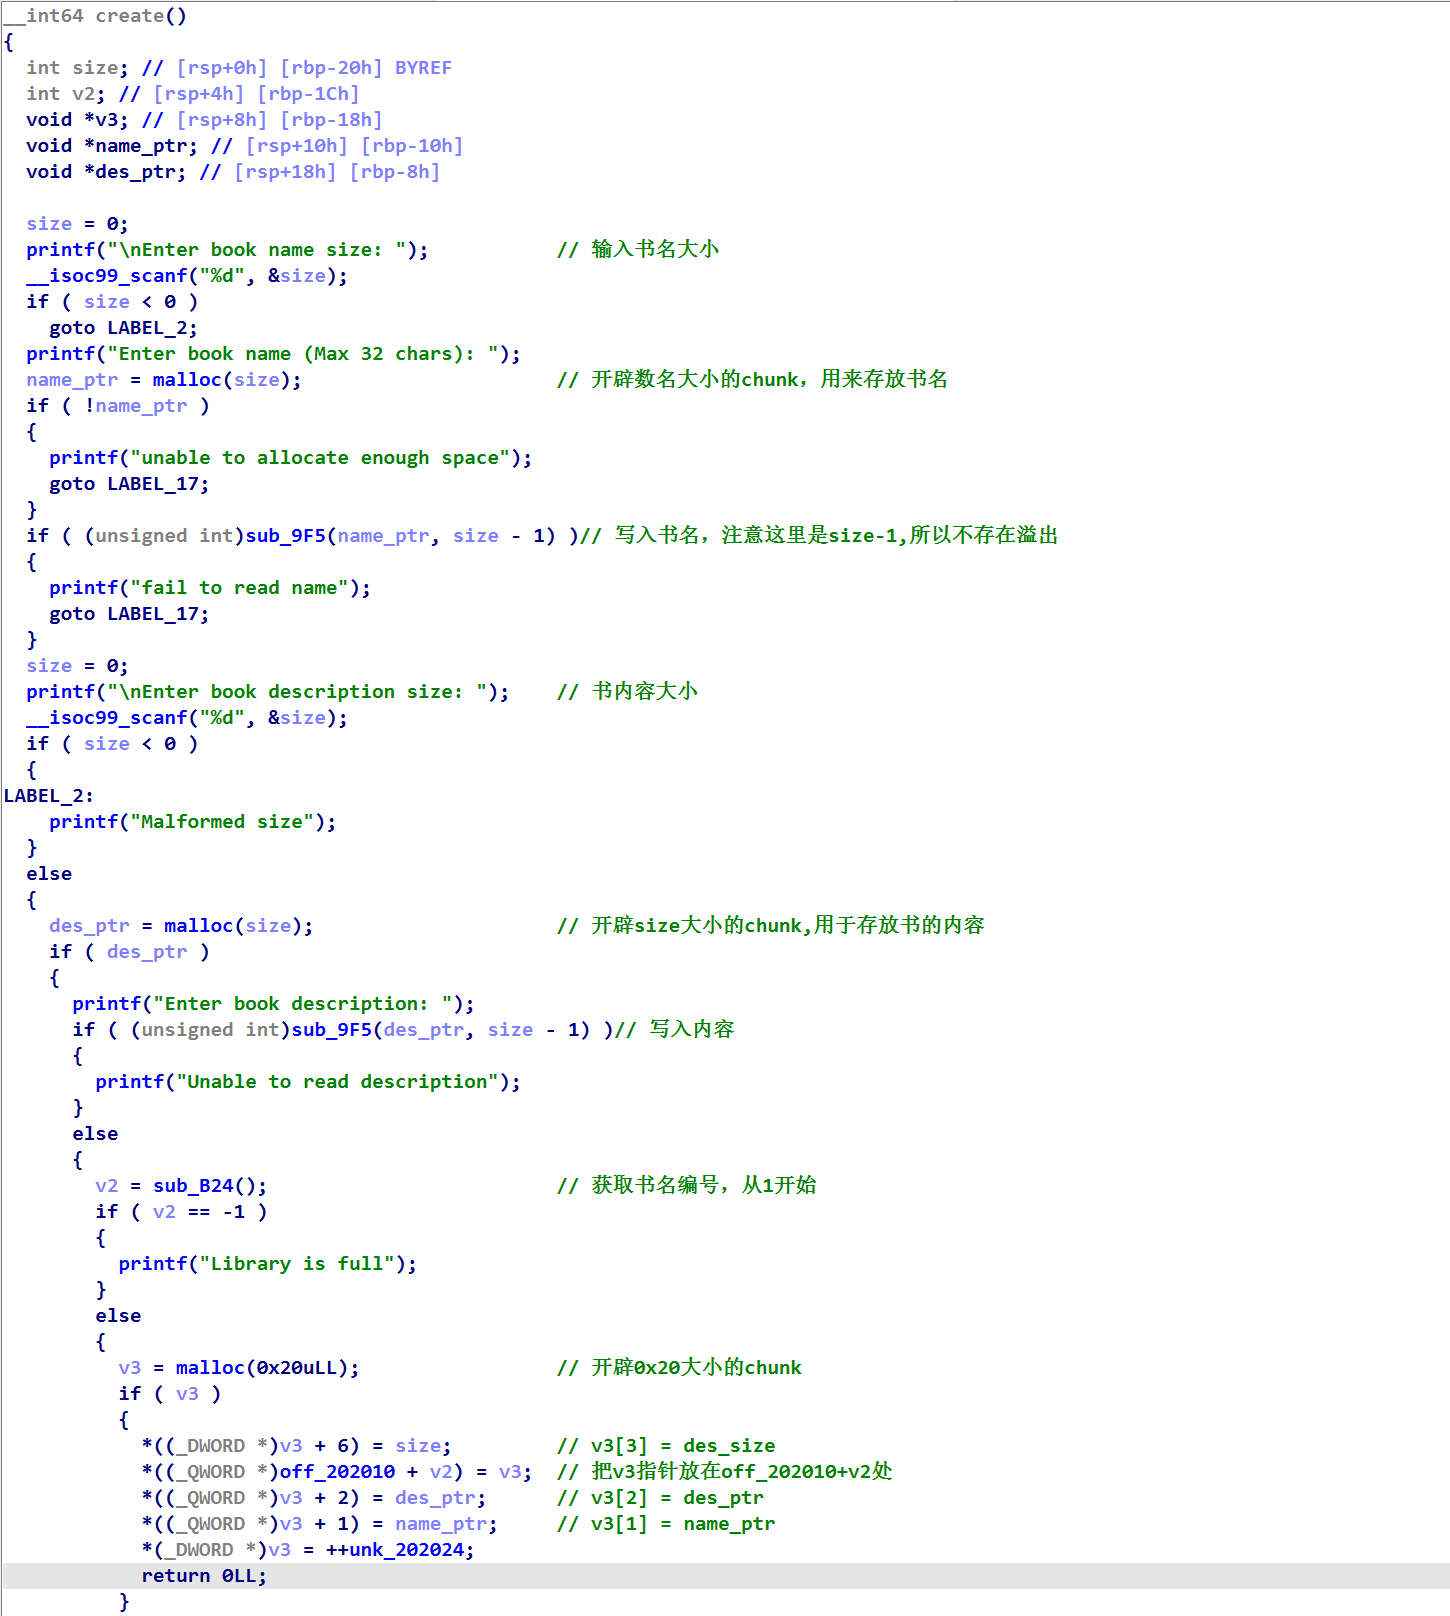 __int64 create()
{
  int size; // [rsp+0h] [rbp-20h] BYREF
  int v2; // [rsp+4h] [rbp-1Ch]
  void *v3; // [rsp+8h] [rbp-18h]
  void *name_ptr; // [rsp+10h] [rbp-10h]
  void *des_ptr; // [rsp+18h] [rbp-8h]

  size = 0;
  printf("\nEnter book name size: ");           // 输入书名大小
  __isoc99_scanf("%d", &size);
  if ( size < 0 )
    goto LABEL_2;
  printf("Enter book name (Max 32 chars): ");
  name_ptr = malloc(size);                      // 开辟数名大小的chunk，用来存放书名
  if ( !name_ptr )
  {
    printf("unable to allocate enough space");
    goto LABEL_17;
  }
  if ( (unsigned int)sub_9F5(name_ptr, size - 1) )// 写入书名，注意这里是size-1,所以不存在溢出
  {
    printf("fail to read name");
    goto LABEL_17;
  }
  size = 0;
  printf("\nEnter book description size: ");    // 书内容大小
  __isoc99_scanf("%d", &size);
  if ( size < 0 )
  {
LABEL_2:
    printf("Malformed size");
  }
  else
  {
    des_ptr = malloc(size);                     // 开辟size大小的chunk,用于存放书的内容
    if ( des_ptr )
    {
      printf("Enter book description: ");
      if ( (unsigned int)sub_9F5(des_ptr, size - 1) )// 写入内容
      {
        printf("Unable to read description");
      }
      else
      {
        v2 = sub_B24();                         // 获取书名编号，从1开始
        if ( v2 == -1 )
        {
          printf("Library is full");
        }
        else
        {
          v3 = malloc(0x20uLL);                 // 开辟0x20大小的chunk
          if ( v3 )
          {
            *((_DWORD *)v3 + 6) = size;         // v3[3] = des_size
            *((_QWORD *)off_202010 + v2) = v3;  // 把v3指针放在off_202010+v2处
            *((_QWORD *)v3 + 2) = des_ptr;      // v3[2] = des_ptr
            *((_QWORD *)v3 + 1) = name_ptr;     // v3[1] = name_ptr
            *(_DWORD *)v3 = ++unk_202024;
            return 0LL;
          }